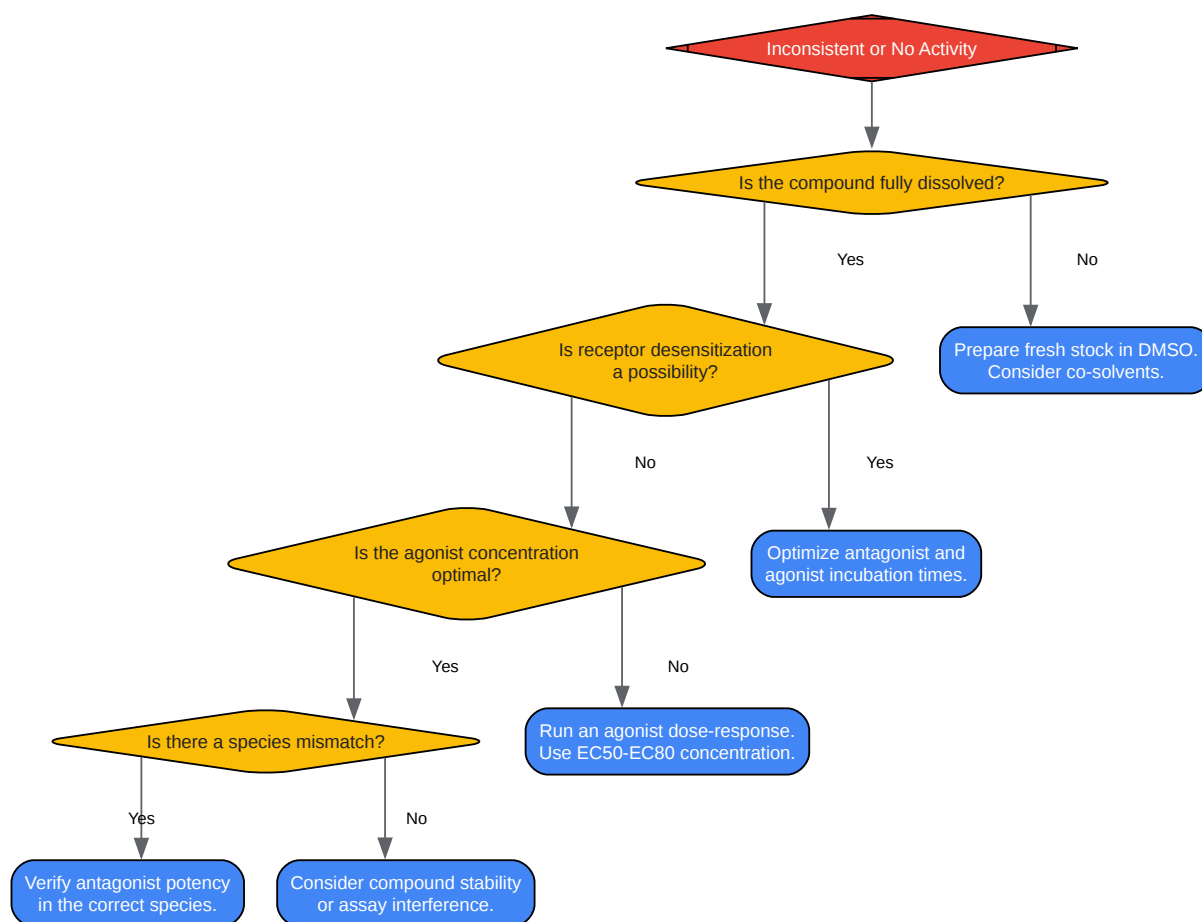 Inconsistent or No Activity
Is the compound fully dissolved?
Yes
No
Is receptor desensitization
a possibility?
Prepare fresh stock in DMSO.
Consider co-solvents.
No
Yes
Is the agonist concentration
optimal?
Optimize antagonist and
agonist incubation times.
Yes
No
Is there a species mismatch?
Run an agonist dose-response.
Use EC50-EC80 concentration.
Yes
No
Verify antagonist potency
in the correct species.
Consider compound stability
or assay interference.